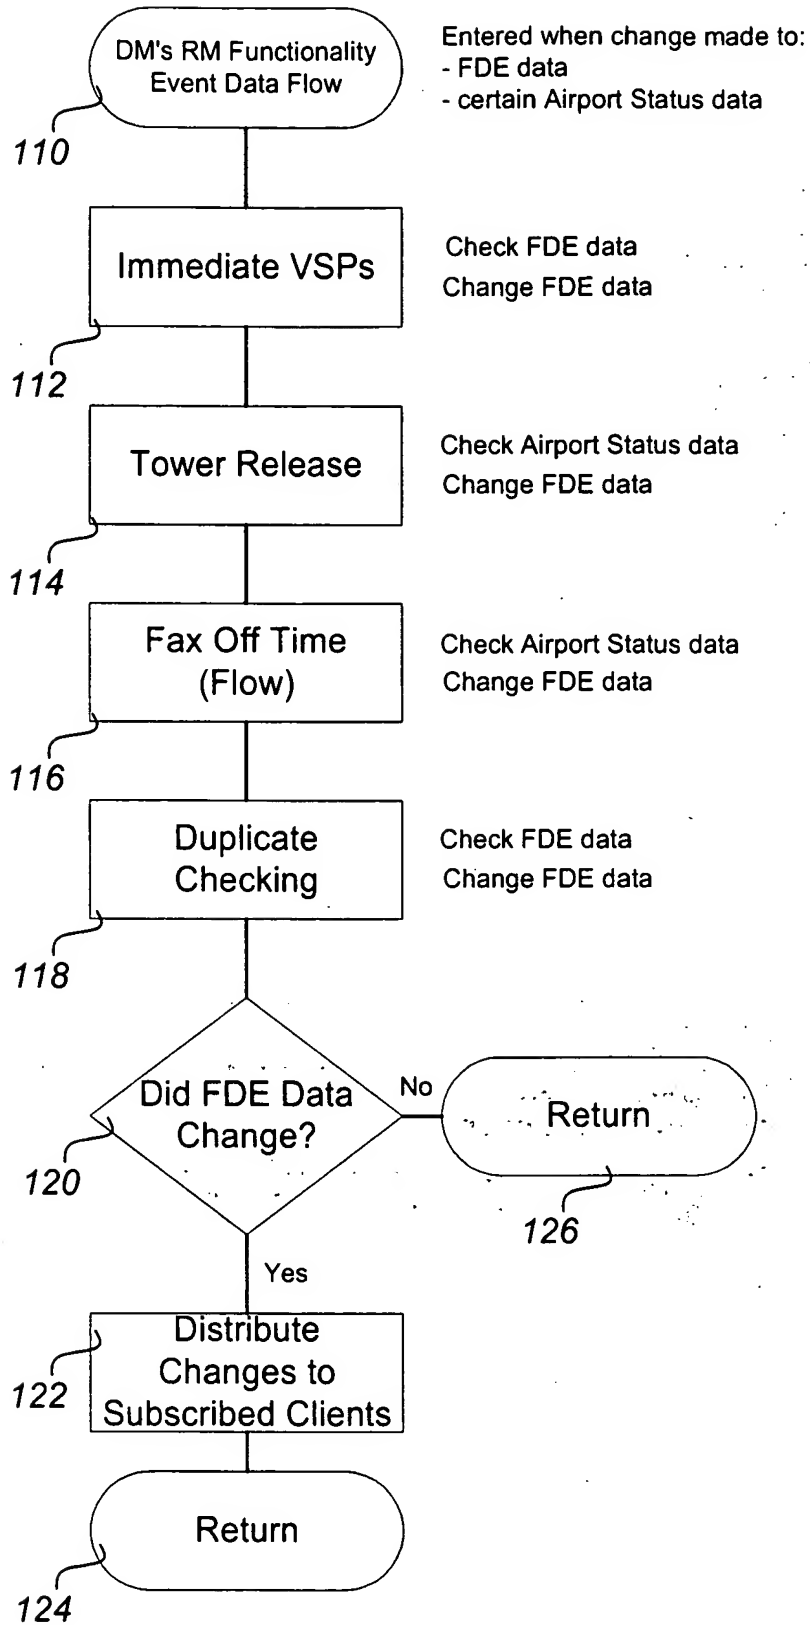 DM's RM Functionality
Event Data Flow
Entered when change made to:
- FDE data
- certain Airport Status data
110
Immediate VSPs
Check FDE data
Change FDE data
112
Tower Release
Check Airport Status data
Change FDE data
114
Fax Off Time
(Flow)
Check Airport Status data
Change FDE data
116
Duplicate
Checking
Check FDE data
Change FDE data
118
Did FDE Data
Change?
120
No
Return
126
Yes
Distribute
Changes to
Subscribed Clients
122
Return
124